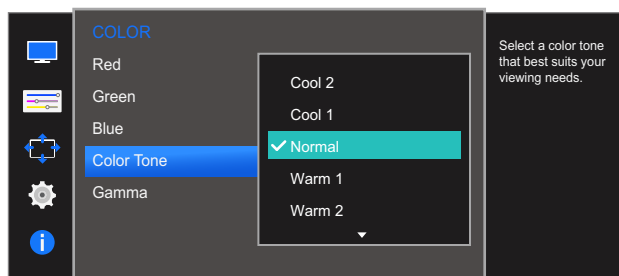 COLOR
Red
Green
Blue
Color Tone
Gamma
Cool 2
Cool 1
Normal
Warm 1
Warm 2
Select a color tone
that best suits your
viewing needs.